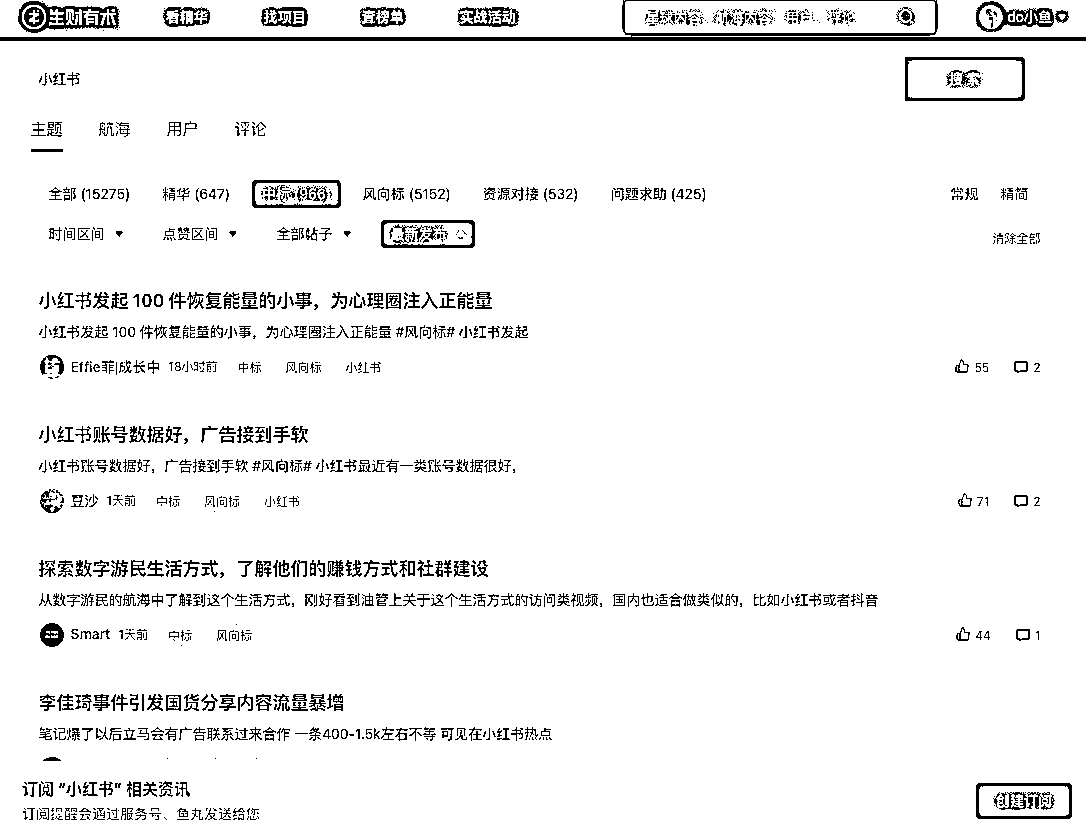 生财有术 看精华 找项目 查榜单 实战活动 do小鱼
小红书 搜索
主题 航海 用户 评论
全部 (15275) 精华 (647) 中标(966) 风向标 (5152) 资源对接 (532) 问题求助 (425) 常规 精简
时间区间 ▼ 点赞区间 ▼ 全部帖子 ▼ 最新发布 清除全部
小红书发起 100 件恢复能量的小事，为心理圈注入正能量
小红书发起 100 件恢复能量的小事，为心理圈注入正能量 #风向标# 小红书发起
Effie菲|成长中 18小时前 中标 风向标 小红书 55 2
小红书账号数据好，广告接到手软
小红书账号数据好，广告接到手软 #风向标# 小红书最近有一类账号数据很好，
豆沙 1天前 中标 风向标 小红书 71 2
探索数字游民生活方式，了解他们的赚钱方式和社群建设
从数字游民的航海中了解到这个生活方式，刚好看到油管上关于这个生活方式的访问类视频，国内也适合做类似的，比如小红书或者抖音
Smart 1天前 中标 风向标 44 1
李佳琦事件引发国货分享内容流量暴增
笔记爆了以后立马会有广告联系过来合作 一条400-1.5k左右不等 可见在小红书热点
订阅 “小红书” 相关资讯
订阅提醒会通过服务号、鱼丸发送给您 创建订阅